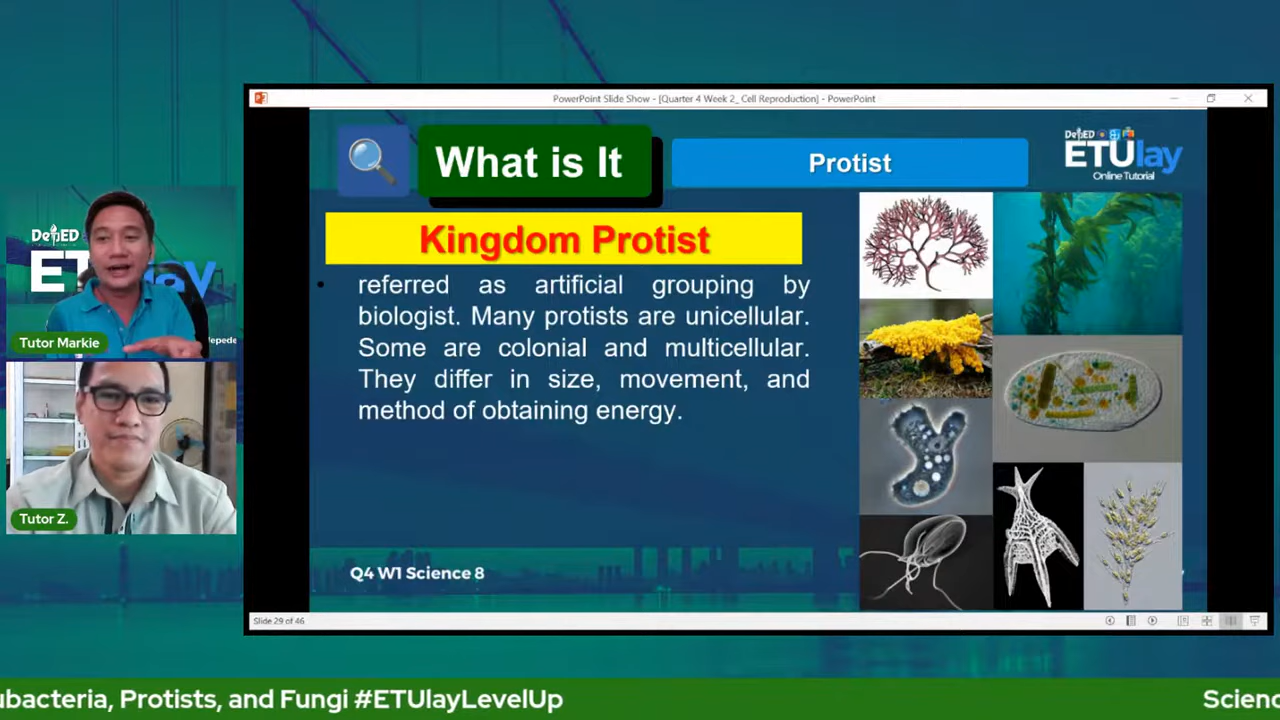 PowerPoint Slide Show - [Quarter 4 Week 2_ Cell Reproduction] - PowerPoint
What is It
Protist
DepED
ETUlay
Online Tutorial
Kingdom Protist
• referred as artificial grouping by
biologist. Many protists are unicellular.
Some are colonial and multicellular.
They differ in size, movement, and
method of obtaining energy.
Q4 W1 Science 8
Slide 29 of 46
DepED
Tutor Markie
Tutor Z.
ubacteria, Protists, and Fungi #ETUlayLevelUp
Scienc